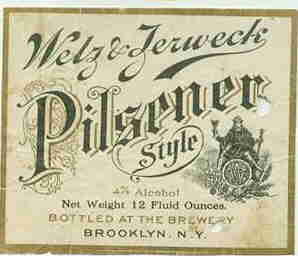 Welz & Zerweck
Pilsener
Style
4% Alcohol
Net Weight 12 Fluid Ounces.
BOTTLED AT THE BREWERY
BROOKLYN. N.Y.